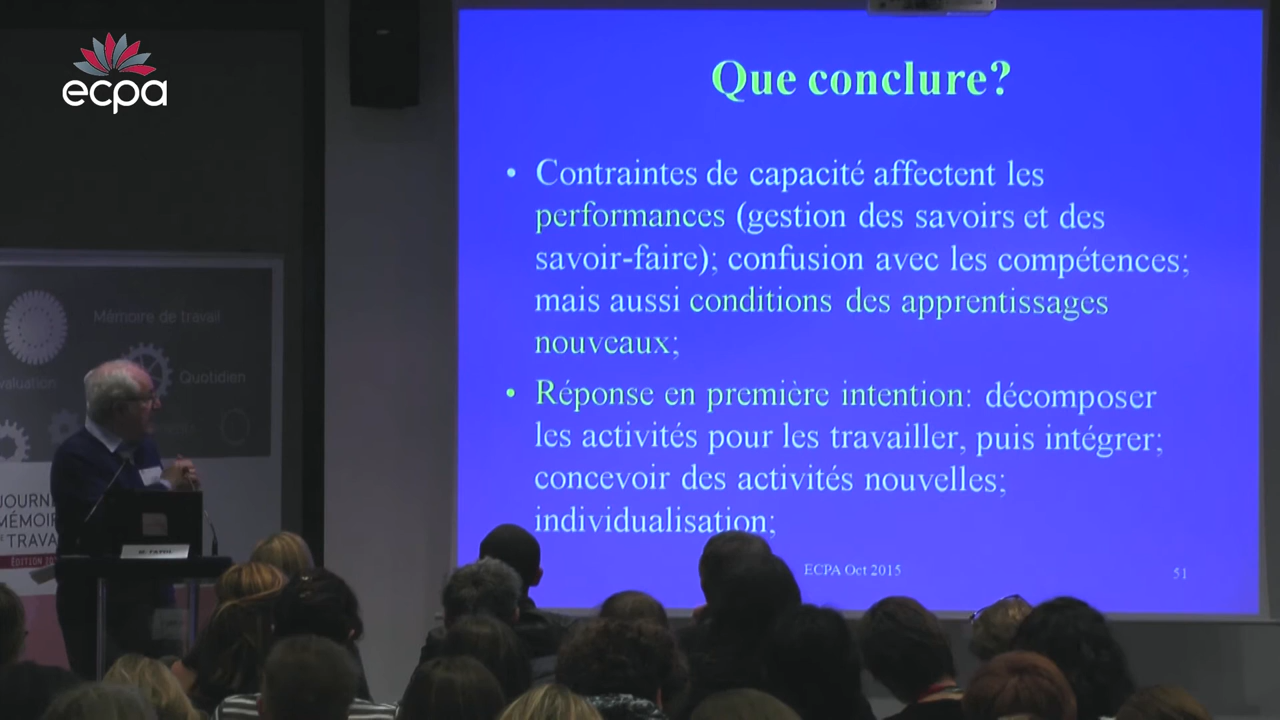 ecpa
Que conclure?
• Contraintes de capacité affectent les
performances (gestion des savoirs et des
savoir-faire); confusion avec les compétences;
mais aussi conditions des apprentissages
nouveaux;
• Réponse en première intention: décomposer
les activités pour les travailler, puis intégrer;
concevoir des activités nouvelles;
individualisation;
ECPA Oct 2015
51
Mémoire de travail
Quotidien